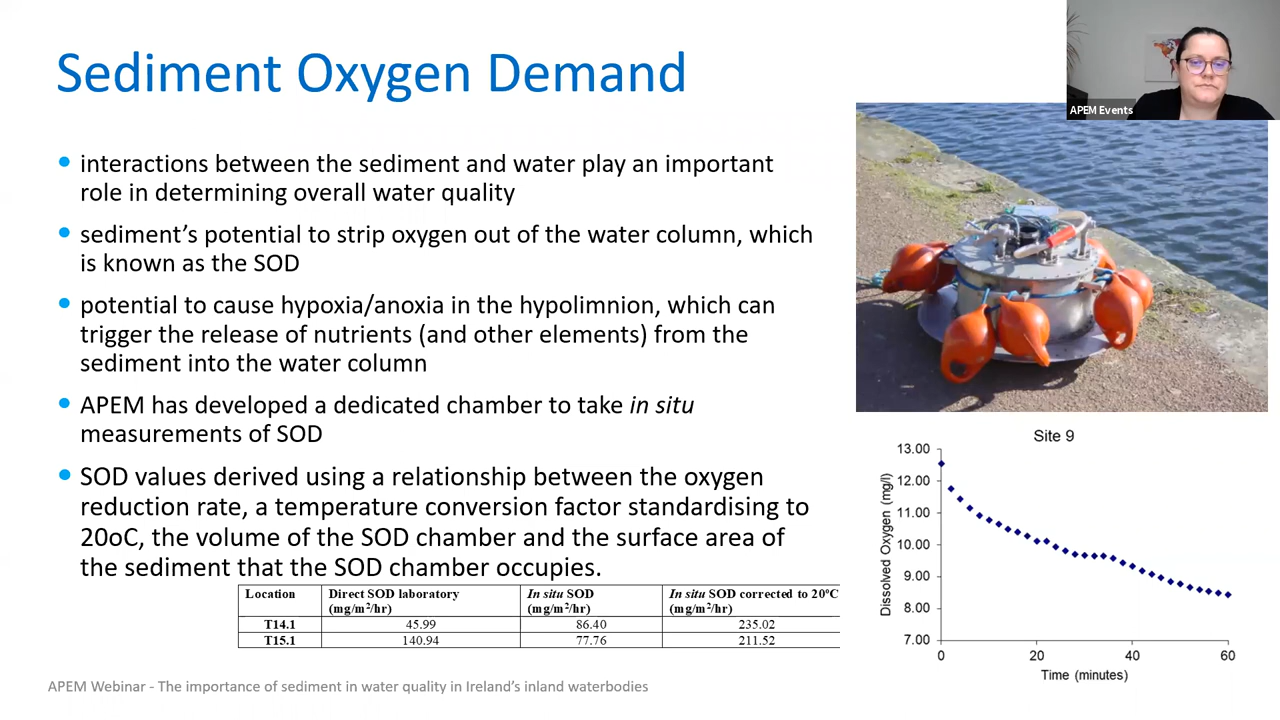 Sediment Oxygen Demand
APEM Events
interactions between the sediment and water play an important
role in determining overall water quality
sediment's potential to strip oxygen out of the water column, which
is known as the SOD
potential to cause hypoxia/anoxia in the hypolimnion, which can
trigger the release of nutrients (and other elements) from the
sediment into the water column
APEM has developed a dedicated chamber to take in situ
measurements of SOD
SOD values derived using a relationship between the oxygen
reduction rate, a temperature conversion factor standardising to
20oC, the volume of the SOD chamber and the surface area of
the sediment that the SOD chamber occupies.
Location Direct SOD laboratory In situ SOD In situ SOD corrected to 20°C
(mg/m²/hr) (mg/m²/hr) (mg/m²/hr)
T14.1 45.99 86.40 235.02
T15.1 140.94 77.76 211.52
Site 9
13.00
12.00
11.00
10.00
9.00
8.00
7.00
Dissolved Oxygen (mg/l)
0 20 40 60
Time (minutes)
APEM Webinar - The importance of sediment in water quality in Ireland's inland waterbodies